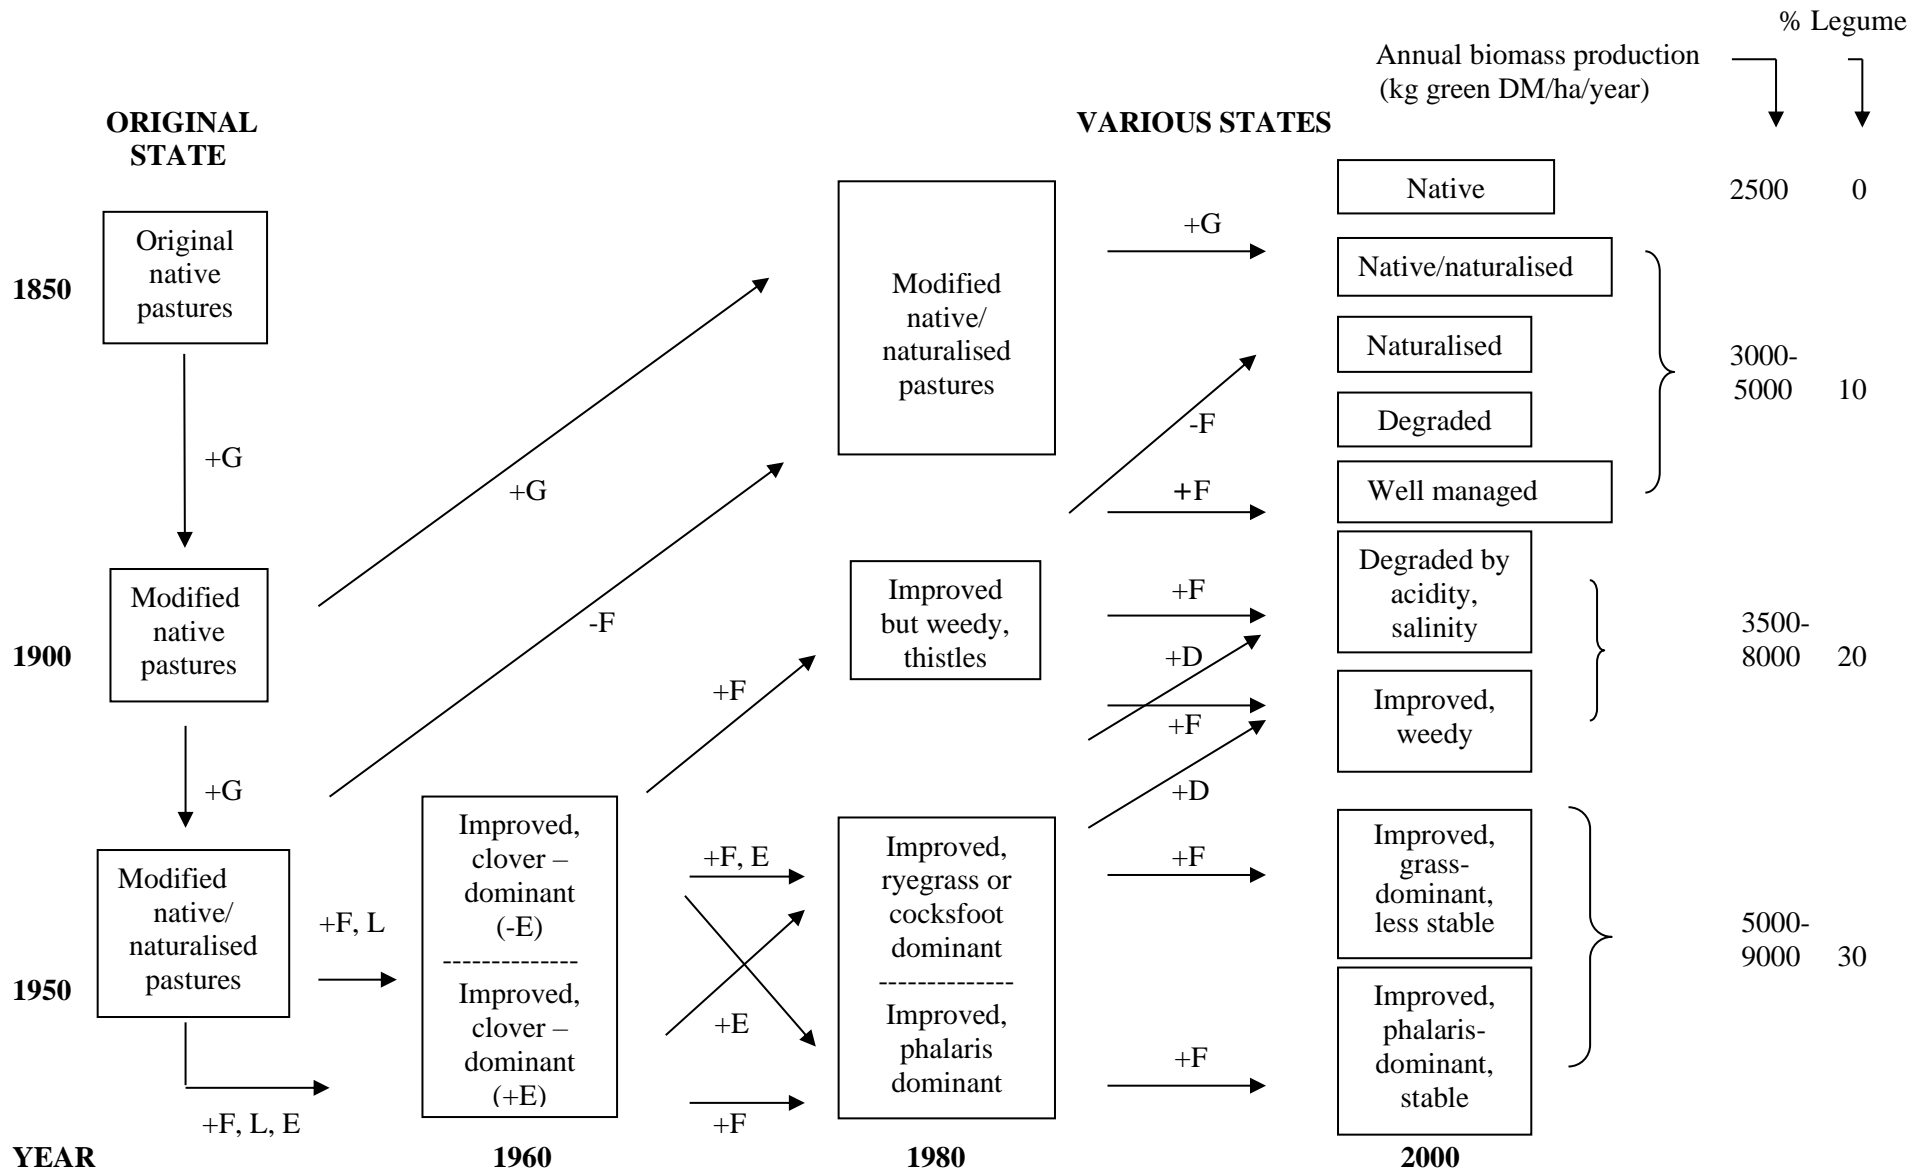 % Legume
Annual biomass production
(kg green DM/ha/year)
ORIGINAL
STATE
VARIOUS STATES
1850
Original
native
pastures
+G
1900
Modified
native
pastures
+G
1950
Modified
native/
naturalised
pastures
+F, L
+F, L, E
+G
-F
Improved,
clover –
dominant
(-E)
---------------
Improved,
clover –
dominant
(+E)
+F
+F, E
+E
+F
Modified
native/
naturalised
pastures
Improved
but weedy,
thistles
Improved,
ryegrass or
cocksfoot
dominant
---------------
Improved,
phalaris
dominant
+G
-F
+F
+F
+D
+F
+D
+F
+F
Native
Native/naturalised
Naturalised
Degraded
Well managed
Degraded by
acidity,
salinity
Improved,
weedy
Improved,
grass-
dominant,
less stable
Improved,
phalaris-
dominant,
stable
2500 0
3000-
5000 10
3500-
8000 20
5000-
9000 30
YEAR 1960 1980 2000